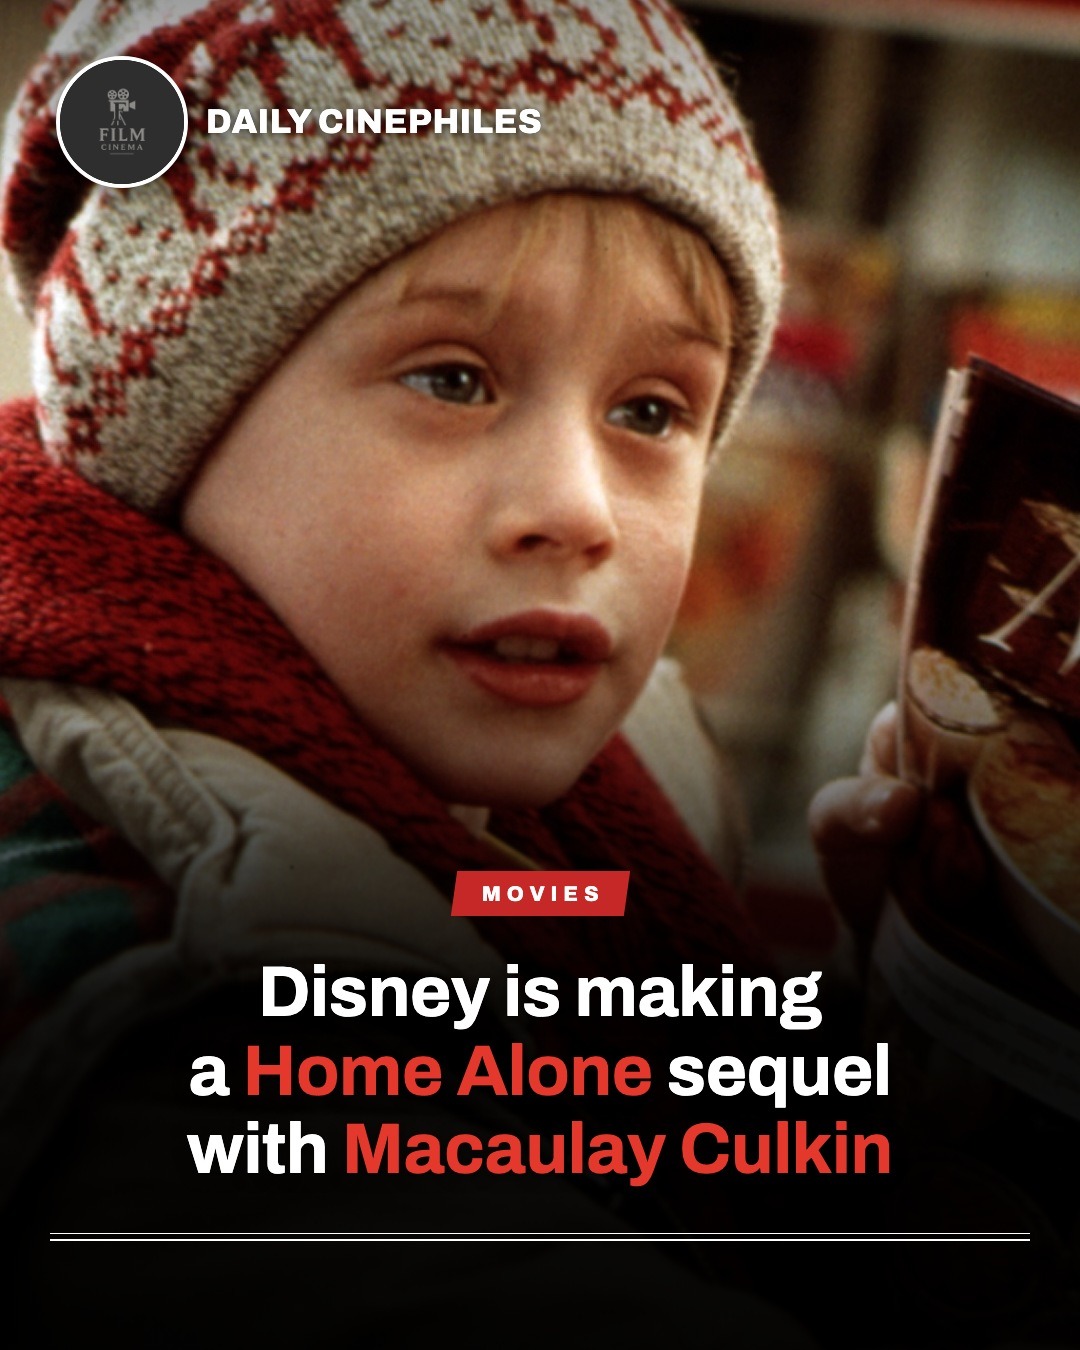 FILM
CINEMA
DAILY CINEPHILES
MOVIES
Disney is making
a Home Alone sequel
with Macaulay Culkin